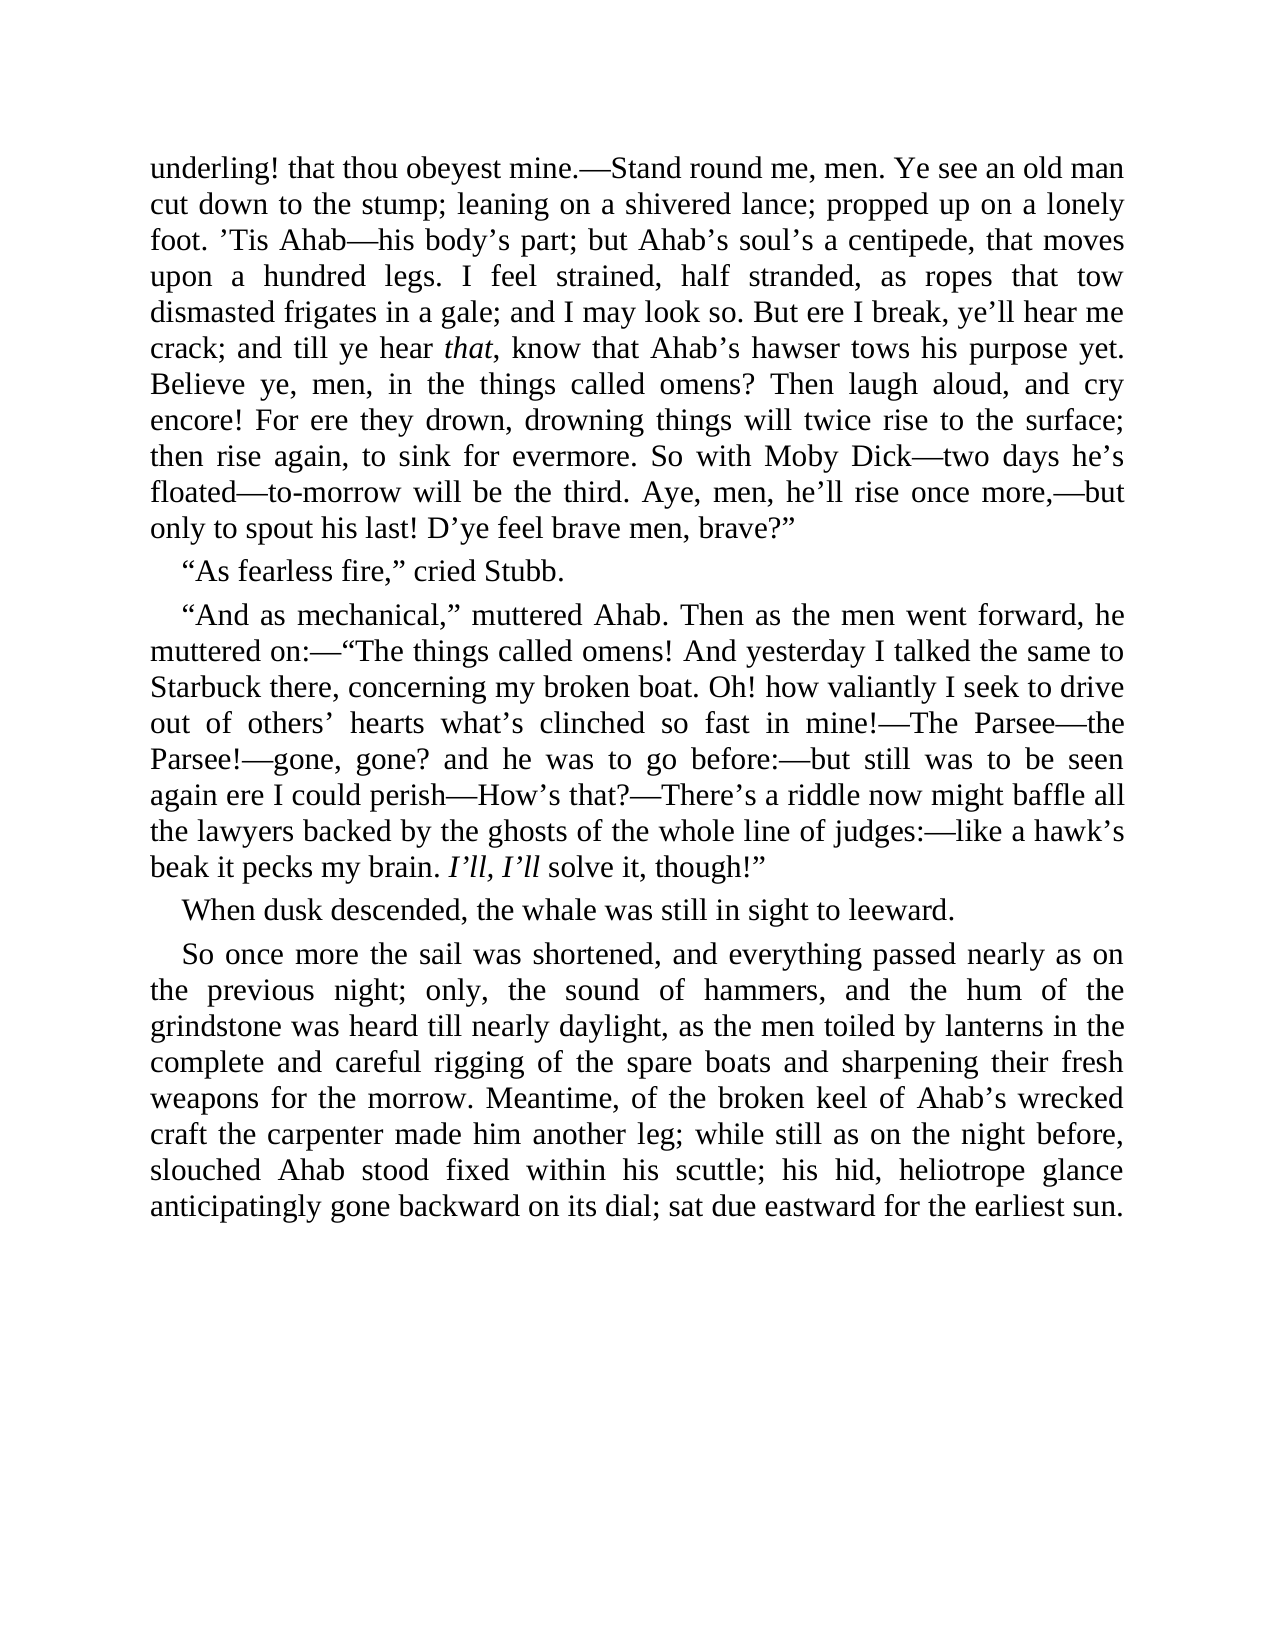 underling! that thou obeyest mine.—Stand round me, men. Ye see an old man
cut down to the stump; leaning on a shivered lance; propped up on a lonely
foot. ’Tis Ahab—his body’s part; but Ahab’s soul’s a centipede, that moves
upon a hundred legs. I feel strained, half stranded, as ropes that tow
dismasted frigates in a gale; and I may look so. But ere I break, ye’ll hear me
crack; and till ye hear that, know that Ahab’s hawser tows his purpose yet.
Believe ye, men, in the things called omens? Then laugh aloud, and cry
encore! For ere they drown, drowning things will twice rise to the surface;
then rise again, to sink for evermore. So with Moby Dick—two days he’s
floated—to-morrow will be the third. Aye, men, he’ll rise once more,—but
only to spout his last! D’ye feel brave men, brave?”
“As fearless fire,” cried Stubb.
“And as mechanical,” muttered Ahab. Then as the men went forward, he
muttered on:—“The things called omens! And yesterday I talked the same to
Starbuck there, concerning my broken boat. Oh! how valiantly I seek to drive
out of others’ hearts what’s clinched so fast in mine!—The Parsee—the
Parsee!—gone, gone? and he was to go before:—but still was to be seen
again ere I could perish—How’s that?—There’s a riddle now might baffle all
the lawyers backed by the ghosts of the whole line of judges:—like a hawk’s
beak it pecks my brain. I’ll, I’ll solve it, though!”
When dusk descended, the whale was still in sight to leeward.
So once more the sail was shortened, and everything passed nearly as on
the previous night; only, the sound of hammers, and the hum of the
grindstone was heard till nearly daylight, as the men toiled by lanterns in the
complete and careful rigging of the spare boats and sharpening their fresh
weapons for the morrow. Meantime, of the broken keel of Ahab’s wrecked
craft the carpenter made him another leg; while still as on the night before,
slouched Ahab stood fixed within his scuttle; his hid, heliotrope glance
anticipatingly gone backward on its dial; sat due eastward for the earliest sun.